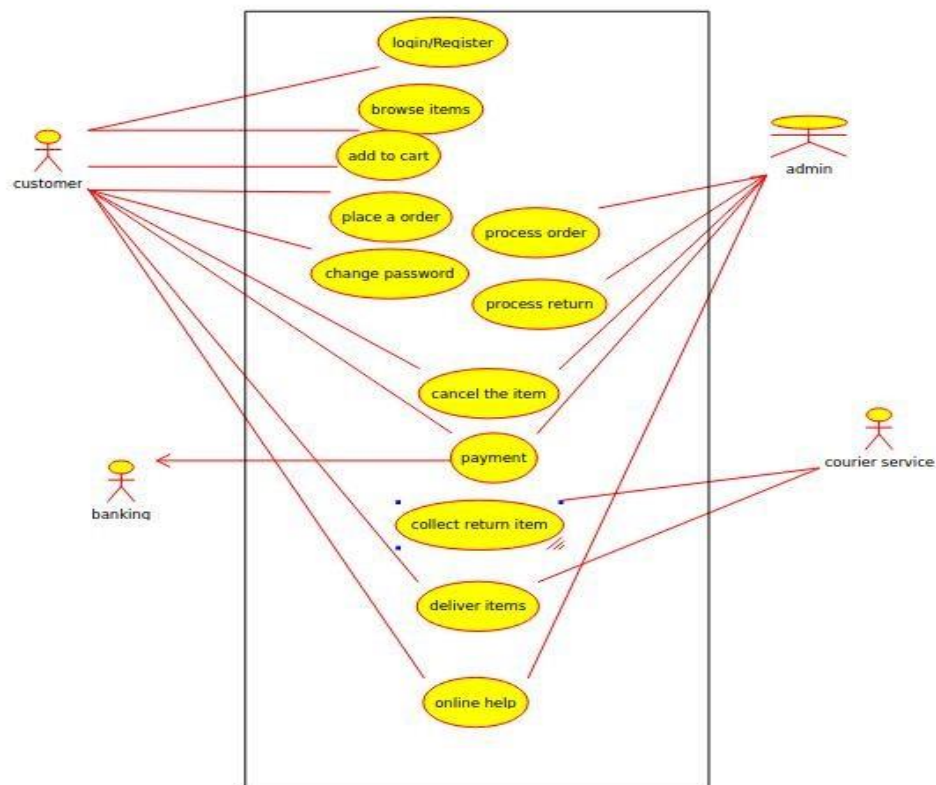 login/Register
browse items
add to cart
customer
admin
place a order
process order
change password
process return
cancel the item
payment
courier service
banking
collect return item
deliver items
online help